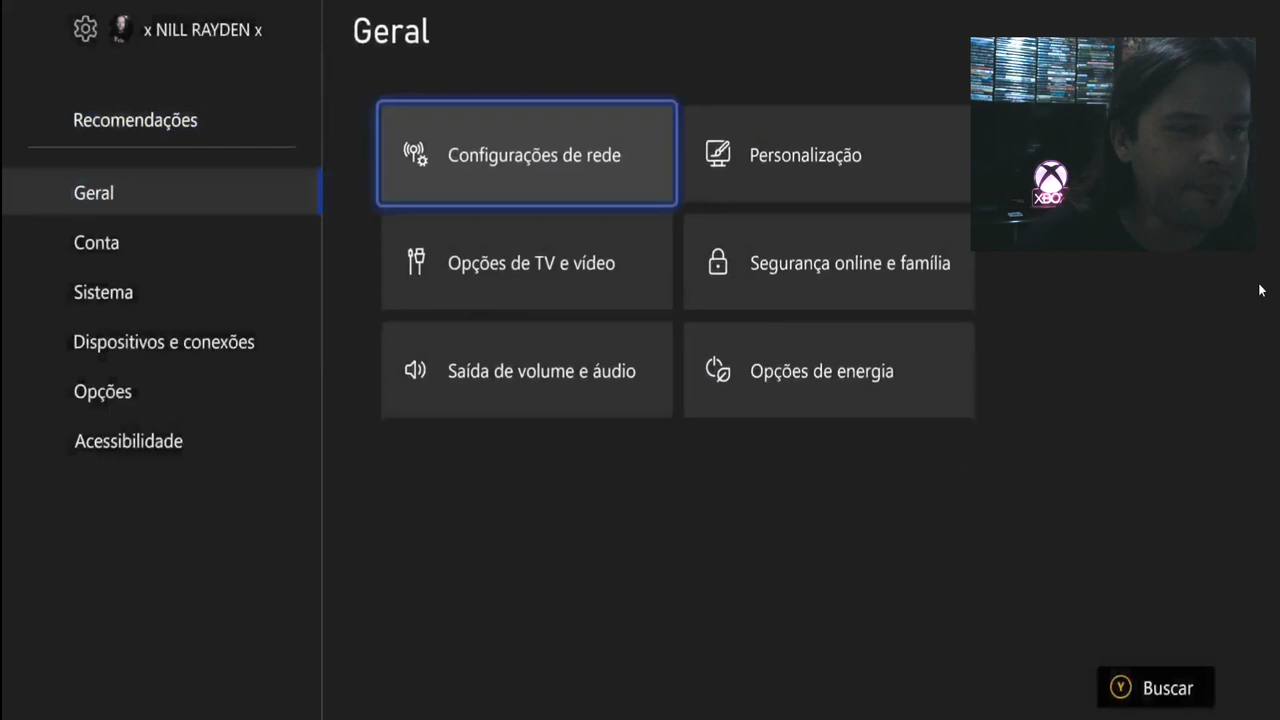 x NILL RAYDEN x
Geral
Recomendações
Geral
Conta
Sistema
Dispositivos e conexões
Opções
Acessibilidade
Configurações de rede
Personalização
Opções de TV e vídeo
Segurança online e família
Saída de volume e áudio
Opções de energia
XBO
Y Buscar